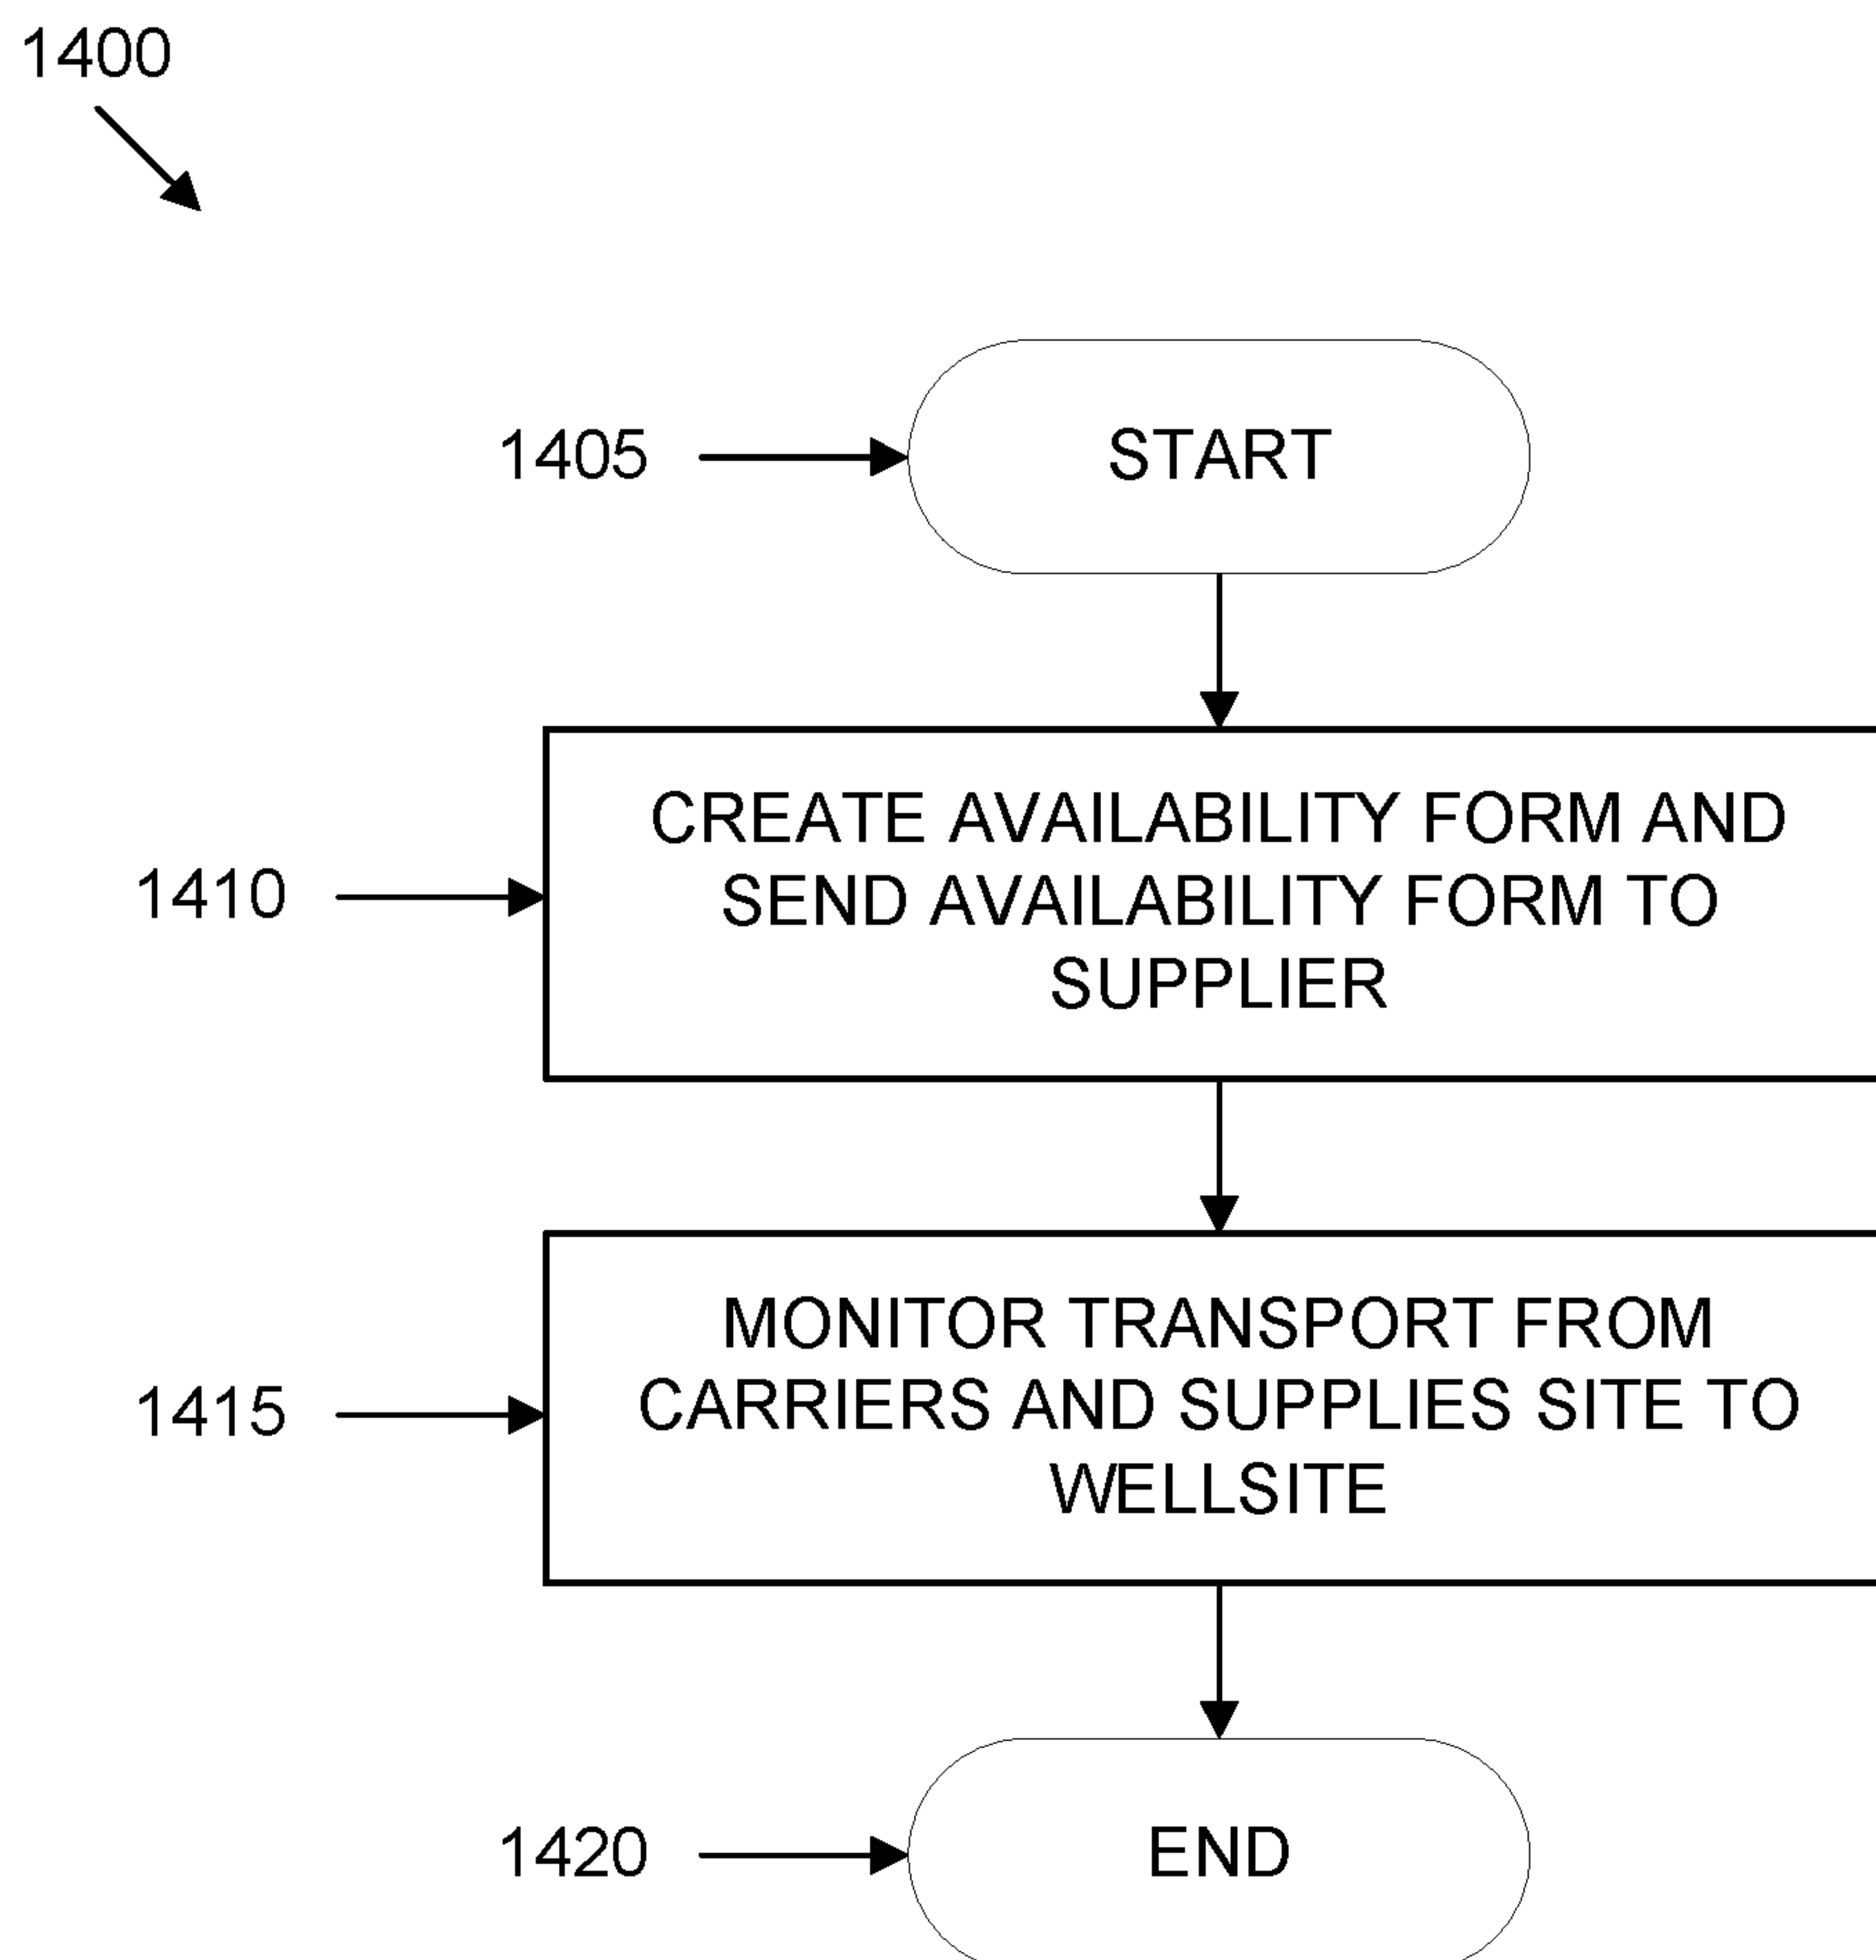 1400
1405
START
1410
CREATE AVAILABILITY FORM AND
SEND AVAILABILITY FORM TO
SUPPLIER
1415
MONITOR TRANSPORT FROM
CARRIERS AND SUPPLIES SITE TO
WELLSITE
1420
END